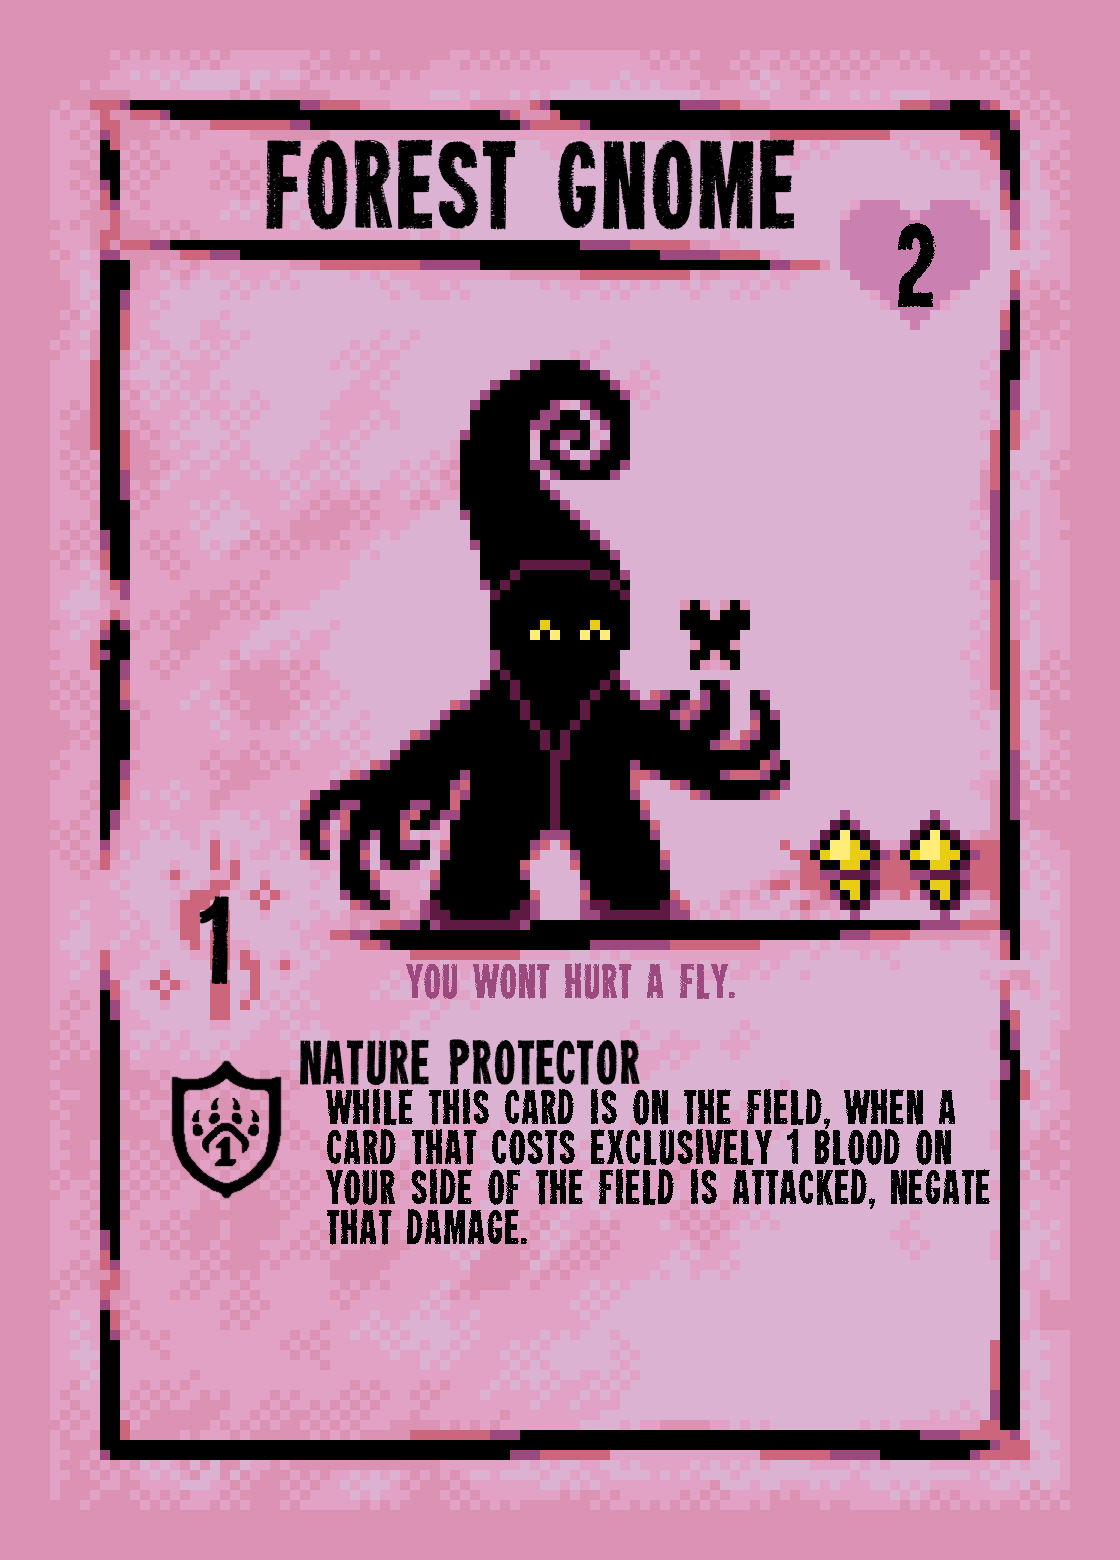 FOREST GNOME
2
1
YOU WONT HURT A FLY.
NATURE PROTECTOR
1
WHILE THIS CARD IS ON THE FIELD, WHEN A
CARD THAT COSTS EXCLUSIVELY 1 BLOOD ON
YOUR SIDE OF THE FIELD IS ATTACKED, NEGATE
THAT DAMAGE.